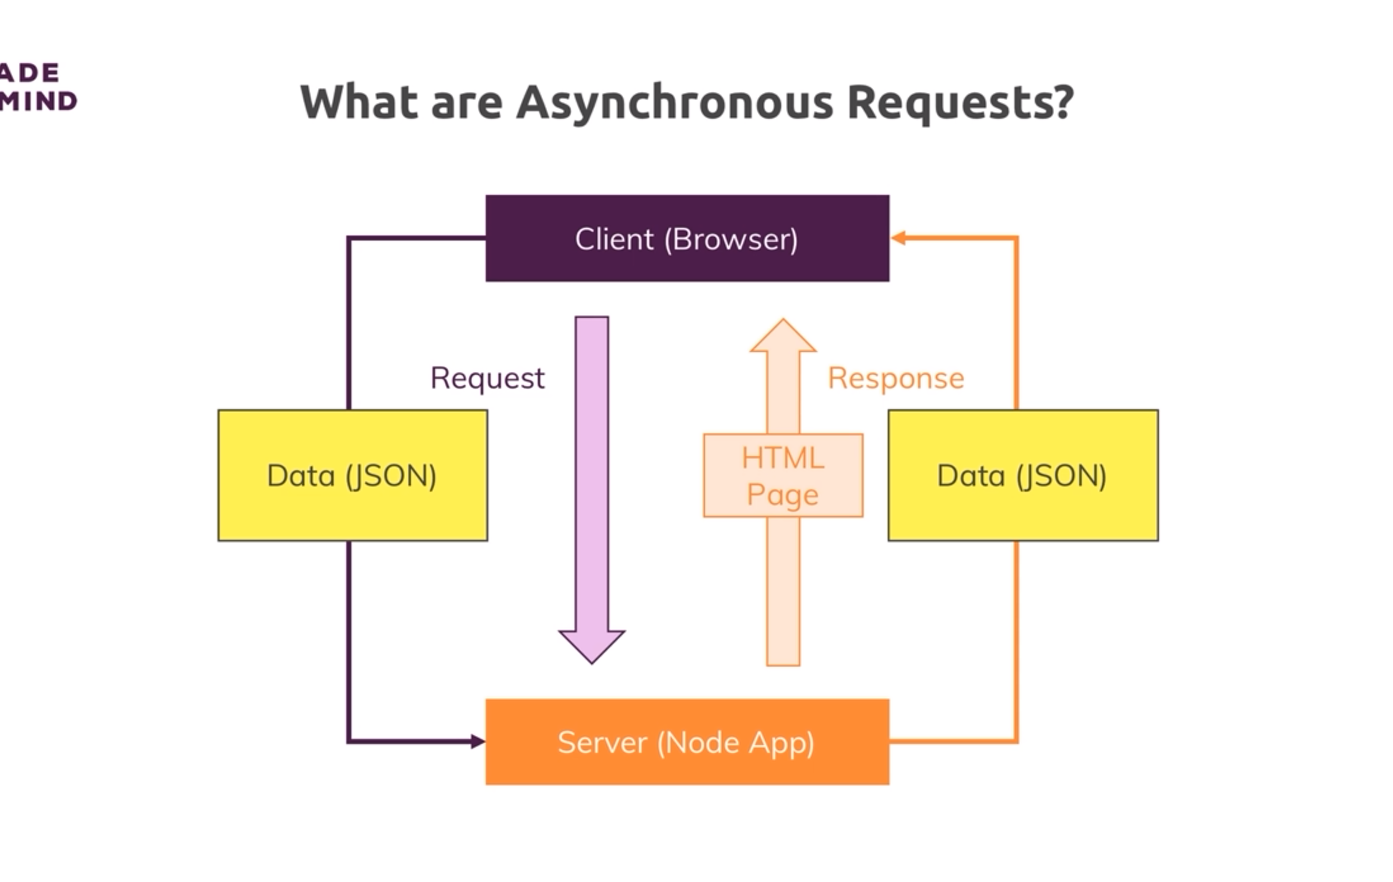 ADE
MIND
What are Asynchronous Requests?
Client (Browser)
Request
Response
Data (JSON)
HTML
Page
Data (JSON)
Server (Node App)